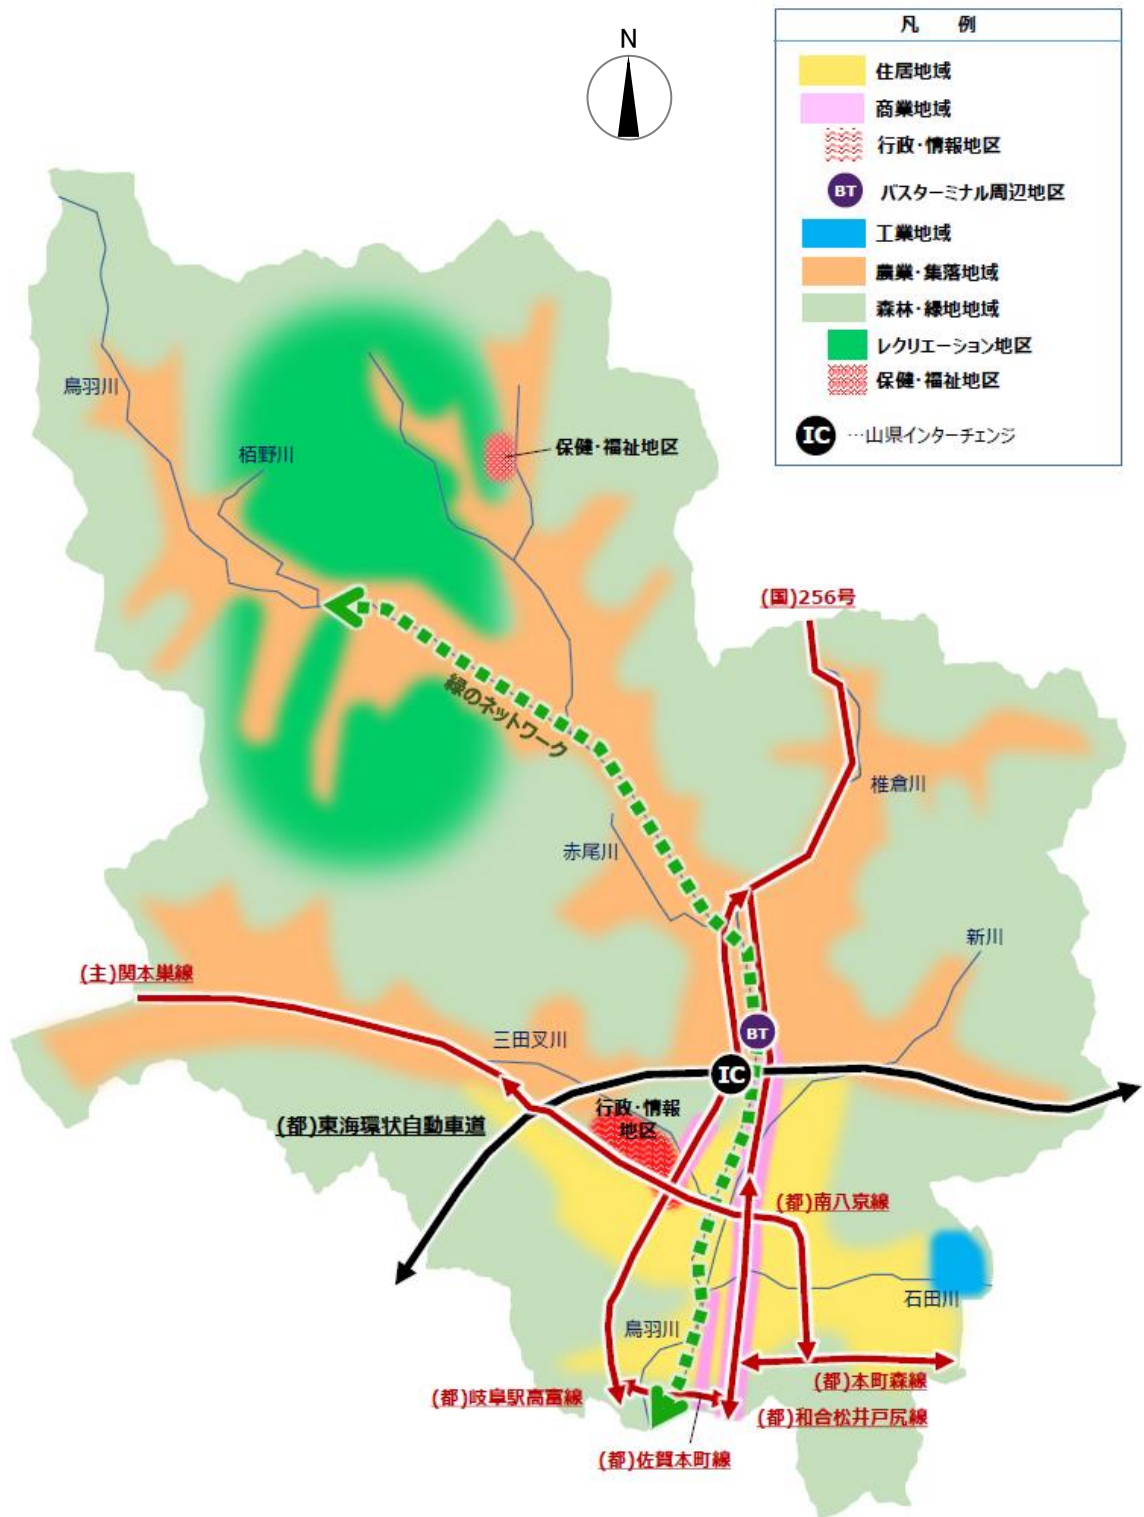 N
凡 例
住居地域
商業地域
行政・情報地区
BT
バスターミナル周辺地区
工業地域
農業・集落地域
森林・緑地地域
レクリエーション地区
保健・福祉地区
IC
…山県インターチェンジ
鳥羽川
栢野川
保健・福祉地区
(国)256号
緑のネットワーク
椎倉川
赤尾川
新川
(主)関本巣線
三田叉川
BT
IC
行政・情報
地区
(都)東海環状自動車道
(都)南八京線
石田川
鳥羽川
(都)本町森線
(都)岐阜駅高富線
(都)和合松井戸尻線
(都)佐賀本町線